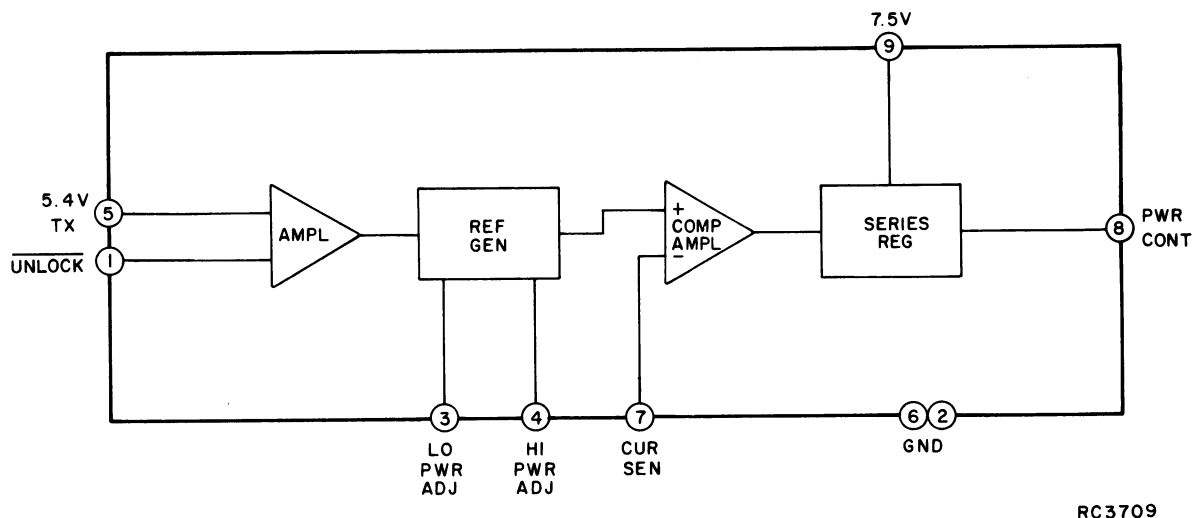 7.5V
9
5.4V
TX
5
UNLOCK
1
AMPL
REF
GEN
+
COMP
AMPL
−
SERIES
REG
8
PWR
CONT
3
LO
PWR
ADJ
4
HI
PWR
ADJ
7
CUR
SEN
6 2
GND
RC3709